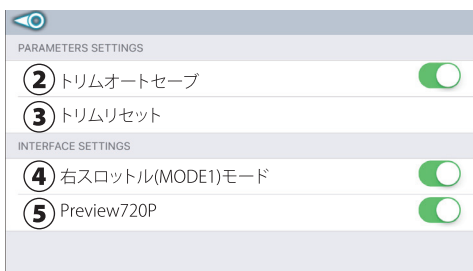 PARAMETERS SETTINGS
② トリムオートセーブ
③ トリムリセット
INTERFACE SETTINGS
④ 右スロットル(MODE1)モード
⑤ Preview720P